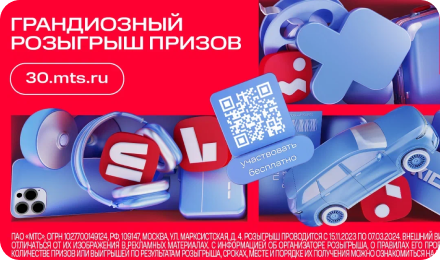 ГРАНДИОЗНЫЙ
РОЗЫГРЫШ ПРИЗОВ
30.mts.ru
участвовать
бесплатно
ПАО «МТС», ОГРН 1027700149124, РФ, 109147, МОСКВА, УЛ. МАРКСИСТСКАЯ, Д. 4. РОЗЫГРЫШ ПРОВОДИТСЯ С 15.11.2023 ПО 07.03.2024. ВНЕШНИЙ
ОТЛИЧАТЬСЯ ОТ ИХ ИЗОБРАЖЕНИЯ В РЕКЛАМНЫХ МАТЕРИАЛАХ. С ИНФОРМАЦИЕЙ ОБ ОРГАНИЗАТОРЕ РОЗЫГРЫША, О ПРАВИЛАХ ЕГО
КОЛИЧЕСТВЕ ПРИЗОВ ИЛИ ВЫИГРЫШЕЙ ПО РЕЗУЛЬТАТАМ РОЗЫГРЫША, СРОКАХ, МЕСТЕ И ПОРЯДКЕ ИХ ПОЛУЧЕНИЯ МОЖНО ОЗНАКОМИТЬСЯ НА